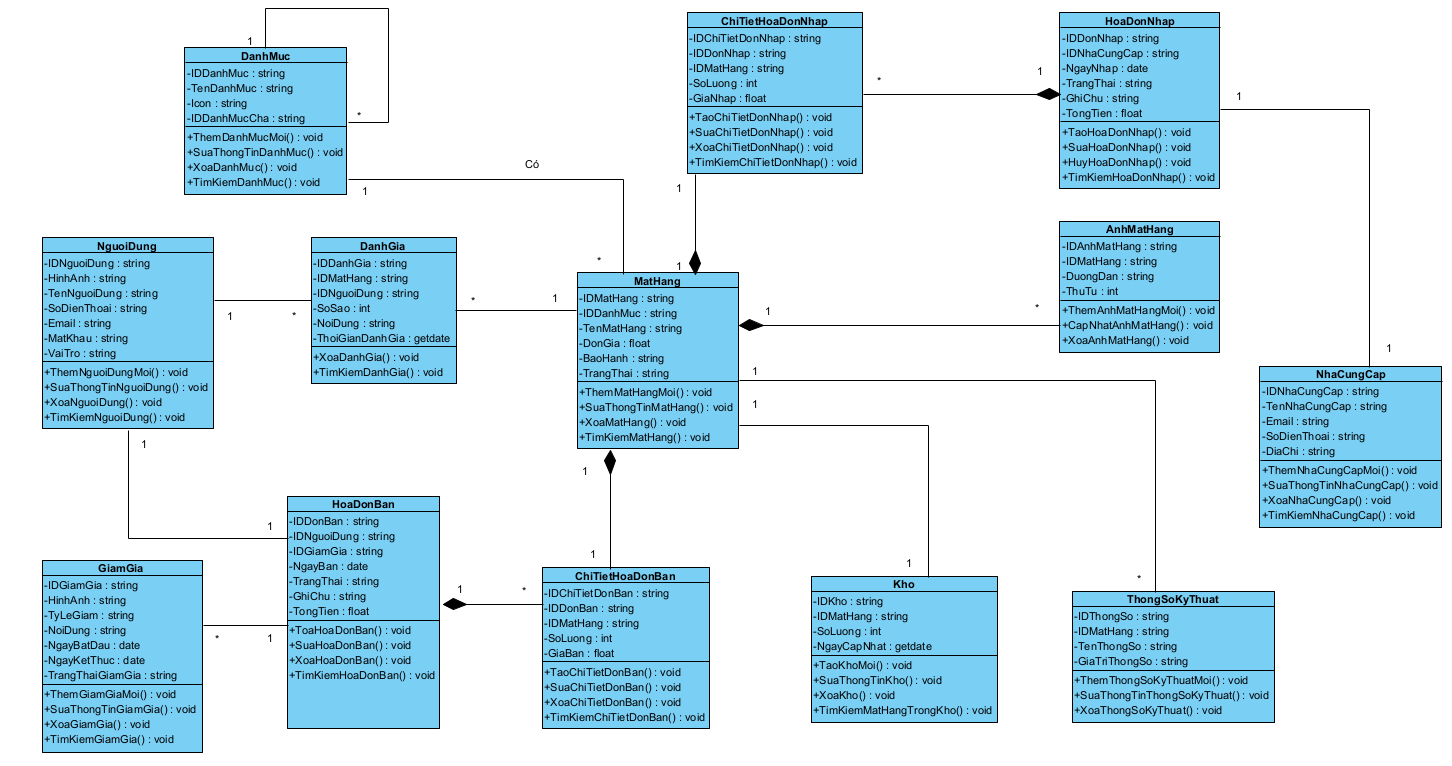 1
DanhMuc
-IDDanhMuc : string
-TenDanhMuc : string
-Icon : string
-IDDanhMucCha : string
+ThemDanhMucMoi() : void
+SuaThongTinDanhMuc() : void
+XoaDanhMuc() : void
+TimKiemDanhMuc() : void
*
1
Có
*
ChiTietHoaDonNhap
-IDChiTietDonNhap : string
-IDDonNhap : string
-IDMatHang : string
-SoLuong : int
-GiaNhap : float
+TaoChiTietDonNhap() : void
+SuaChiTietDonNhap() : void
+XoaChiTietDonNhap() : void
+TimKiemChiTietDonNhap() : void
*
1
1
1
HoaDonNhap
-IDDonNhap : string
-IDNhaCungCap : string
-NgayNhap : date
-TrangThai : string
-GhiChu : string
-TongTien : float
+TaoHoaDonNhap() : void
+SuaHoaDonNhap() : void
+HuyHoaDonNhap() : void
+TimKiemHoaDonNhap() : void
1
1
NguoiDung
-IDNguoiDung : string
-HinhAnh : string
-TenNguoiDung : string
-SoDienThoai : string
-Email : string
-MatKhau : string
-VaiTro : string
+ThemNguoiDungMoi() : void
+SuaThongTinNguoiDung() : void
+XoaNguoiDung() : void
+TimKiemNguoiDung() : void
1
*
1
1
DanhGia
-IDDanhGia : string
-IDMatHang : string
-IDNguoiDung : string
-SoSao : int
-NoiDung : string
-ThoiGianDanhGia : getdate
+XoaDanhGia() : void
+TimKiemDanhGia() : void
*
1
MatHang
-IDMatHang : string
-IDDanhMuc : string
-TenMatHang : string
-DonGia : float
-BaoHanh : string
-TrangThai : string
+ThemMatHangMoi() : void
+SuaThongTinMatHang() : void
+XoaMatHang() : void
+TimKiemMatHang() : void
1
*
1
1
1
1
1
*
AnhMatHang
-IDAnhMatHang : string
-IDMatHang : string
-DuongDan : string
-ThuTu : int
+ThemAnhMatHangMoi() : void
+CapNhatAnhMatHang() : void
+XoaAnhMatHang() : void
NhaCungCap
-IDNhaCungCap : string
-TenNhaCungCap : string
-Email : string
-SoDienThoai : string
-DiaChi : string
+ThemNhaCungCapMoi() : void
+SuaThongTinNhaCungCap() : void
+XoaNhaCungCap() : void
+TimKiemNhaCungCap() : void
HoaDonBan
-IDDonBan : string
-IDNguoiDung : string
-IDGiamGia : string
-NgayBan : date
-TrangThai : string
-GhiChu : string
-TongTien : float
+ToaHoaDonBan() : void
+SuaHoaDonBan() : void
+XoaHoaDonBan() : void
+TimKiemHoaDonBan() : void
1
*
GiamGia
-IDGiamGia : string
-HinhAnh : string
-TyLeGiam : string
-NoiDung : string
-NgayBatDau : date
-NgayKetThuc : date
-TrangThaiGiamGia : string
+ThemGiamGiaMoi() : void
+SuaThongTinGiamGia() : void
+XoaGiamGia() : void
+TimKiemGiamGia() : void
*
1
ChiTietHoaDonBan
-IDChiTietDonBan : string
-IDDonBan : string
-IDMatHang : string
-SoLuong : int
-GiaBan : float
+TaoChiTietDonBan() : void
+SuaChiTietDonBan() : void
+XoaChiTietDonBan() : void
+TimKiemChiTietDonBan() : void
Kho
-IDKho : string
-IDMatHang : string
-SoLuong : int
-NgayCapNhat : getdate
+TaoKhoMoi() : void
+SuaThongTinKho() : void
+XoaKho() : void
+TimKiemMatHangTrongKho() : void
ThongSoKyThuat
-IDThongSo : string
-IDMatHang : string
-TenThongSo : string
-GiaTriThongSo : string
+ThemThongSoKyThuatMoi() : void
+SuaThongTinThongSoKyThuat() : void
+XoaThongSoKyThuat() : void